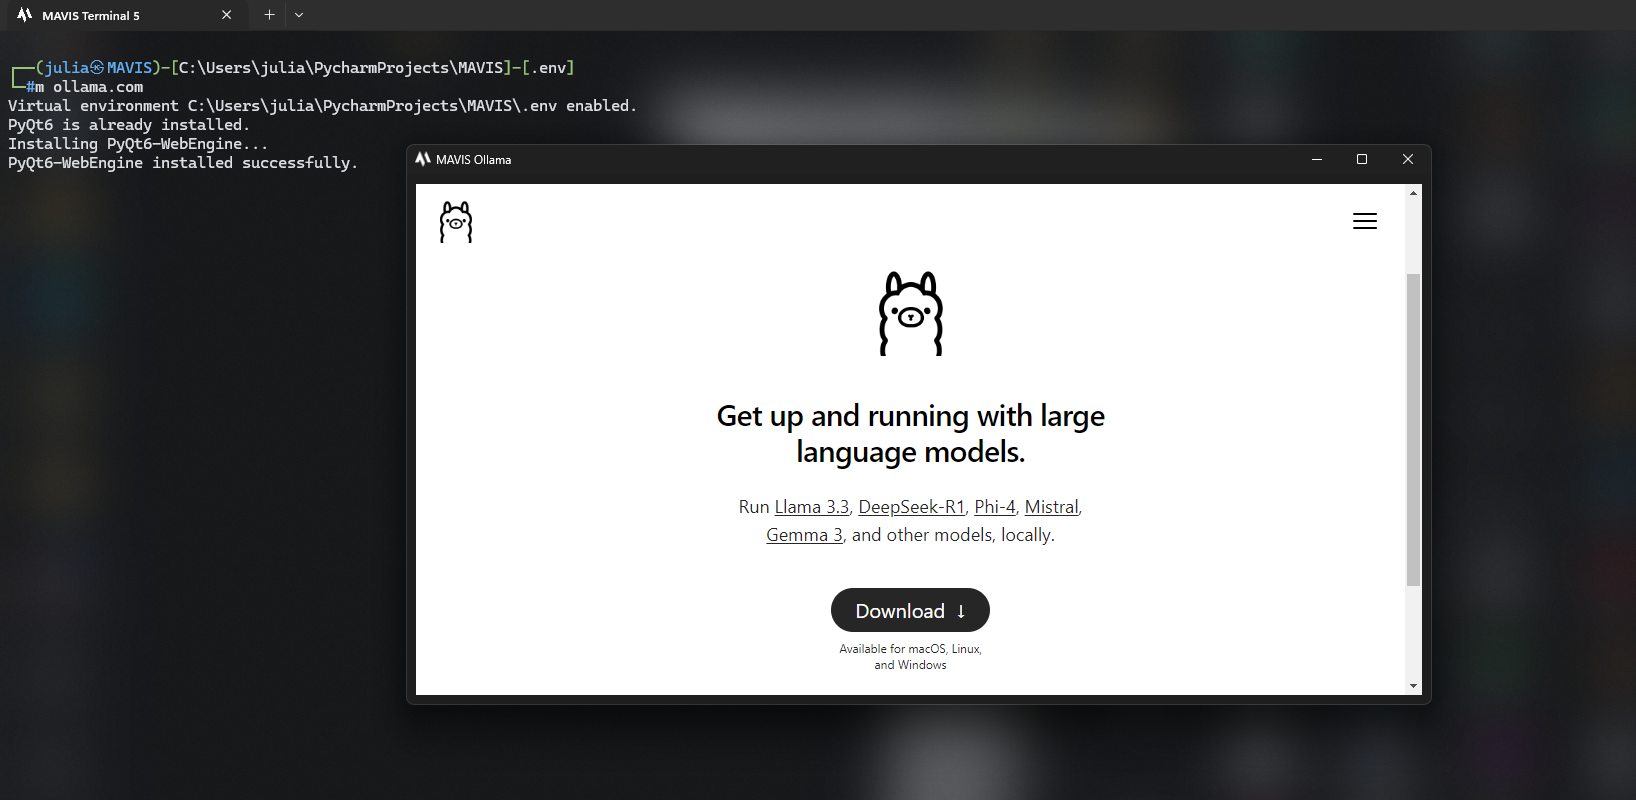 MAVIS Terminal 5
┌──(julia㉿MAVIS)-[C:\Users\julia\PycharmProjects\MAVIS]-[.env]
└─#m ollama.com
Virtual environment C:\Users\julia\PycharmProjects\MAVIS\.env enabled.
PyQt6 is already installed.
Installing PyQt6-WebEngine...
PyQt6-WebEngine installed successfully.
MAVIS Ollama
Get up and running with large
language models.
Run Llama 3.3, DeepSeek-R1, Phi-4, Mistral,
Gemma 3, and other models, locally.
Download ↓
Available for macOS, Linux,
and Windows